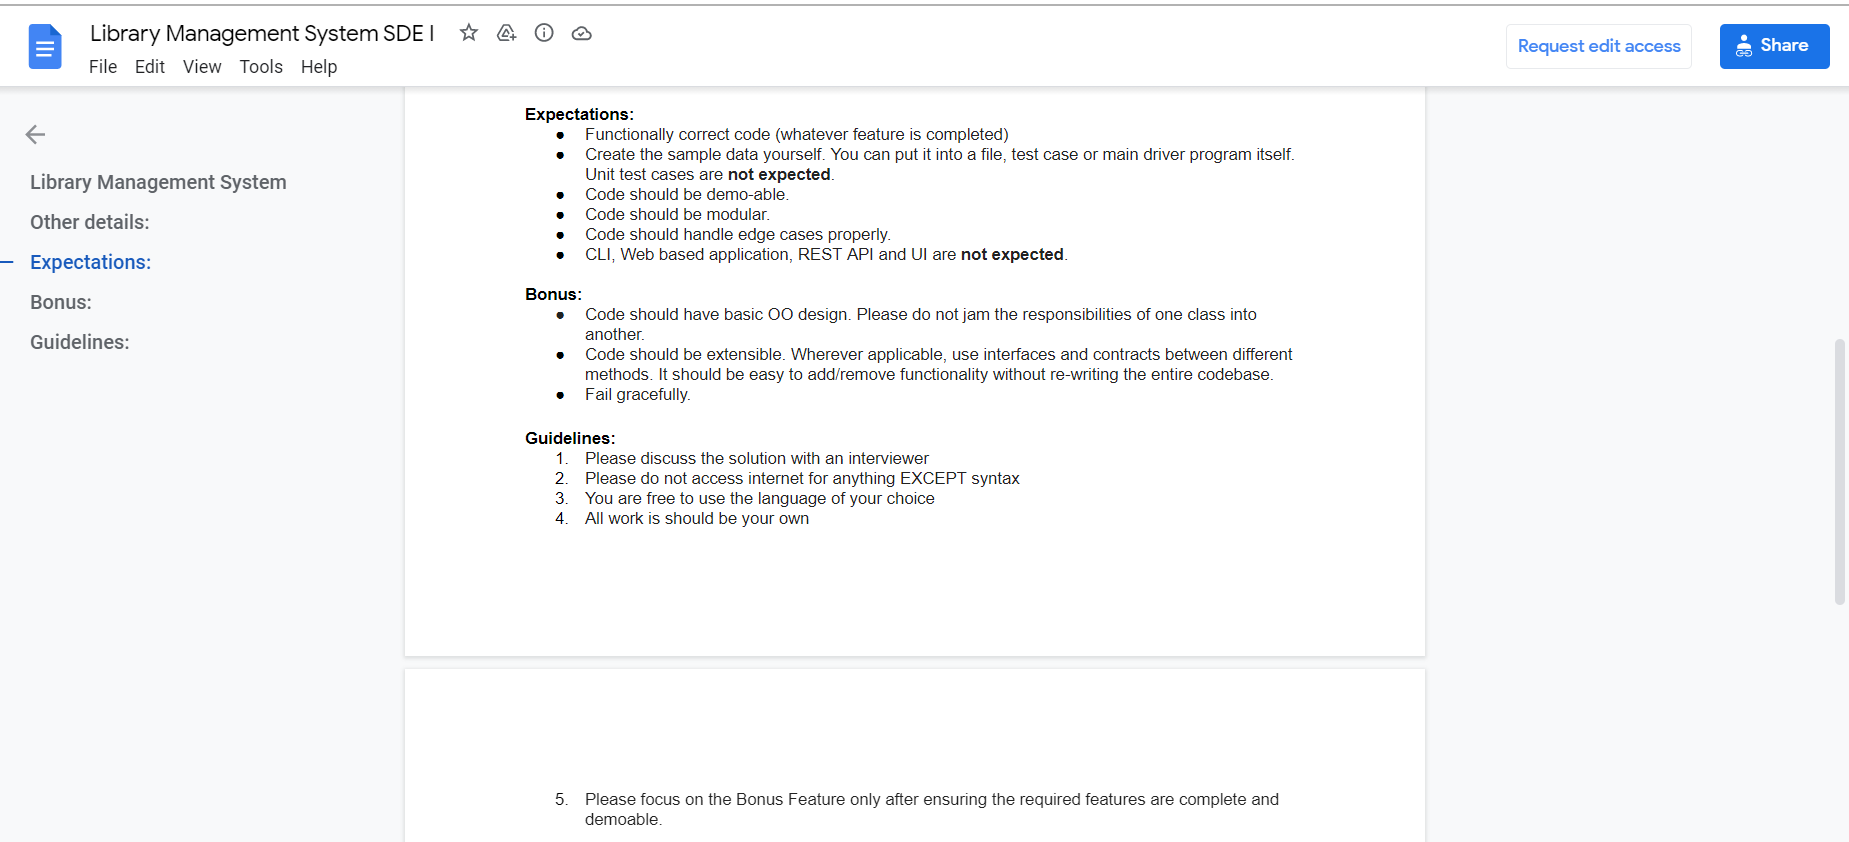 Library Management System SDE I
Request edit access
Share
File Edit View Tools Help
Library Management System
Other details:
Expectations:
Bonus:
Guidelines:
Expectations:
● Functionally correct code (whatever feature is completed)
● Create the sample data yourself. You can put it into a file, test case or main driver program itself.
Unit test cases are not expected.
● Code should be demo-able.
● Code should be modular.
● Code should handle edge cases properly.
● CLI, Web based application, REST API and UI are not expected.
Bonus:
● Code should have basic OO design. Please do not jam the responsibilities of one class into
another.
● Code should be extensible. Wherever applicable, use interfaces and contracts between different
methods. It should be easy to add/remove functionality without re-writing the entire codebase.
● Fail gracefully.
Guidelines:
1. Please discuss the solution with an interviewer
2. Please do not access internet for anything EXCEPT syntax
3. You are free to use the language of your choice
4. All work is should be your own
5. Please focus on the Bonus Feature only after ensuring the required features are complete and
demoable.